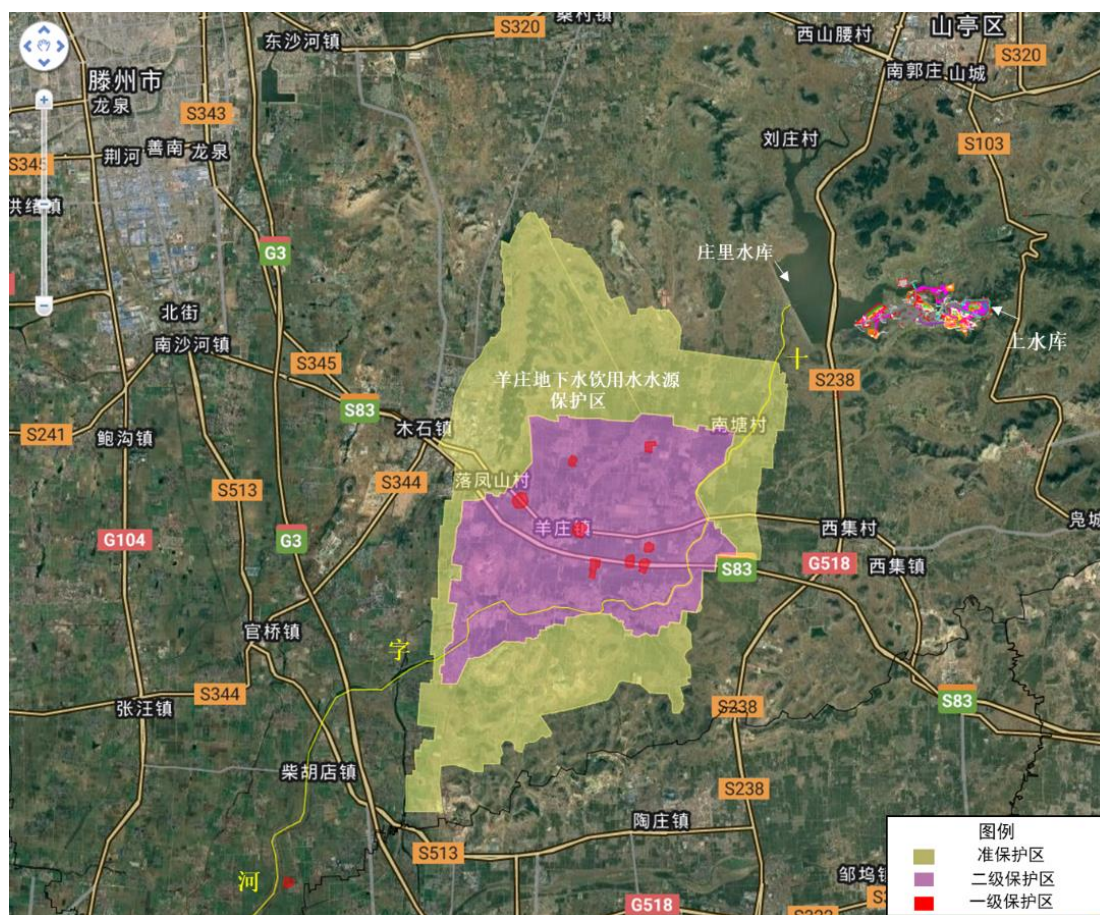 桑村镇
S320
东沙河镇
西山腰村
山亭区
S320
滕州市
南郭庄
山城
龙泉
S343
刘庄村
S103
善南
龙泉
荆河
S345
G3
庄里水库
北街
上水库
南沙河镇
S345
十
羊庄地下水饮用水水源
保护区
S238
S83
S241
鲍沟镇
木石镇
南塘村
S344
落凤山村
S513
羊庄镇
西集村
G104
G3
G518
S83
西集镇
官桥镇
字
S344
张汪镇
S83
S238
柴胡店镇
S238
陶庄镇
S513
河
G518
图例
准保护区
二级保护区
一级保护区